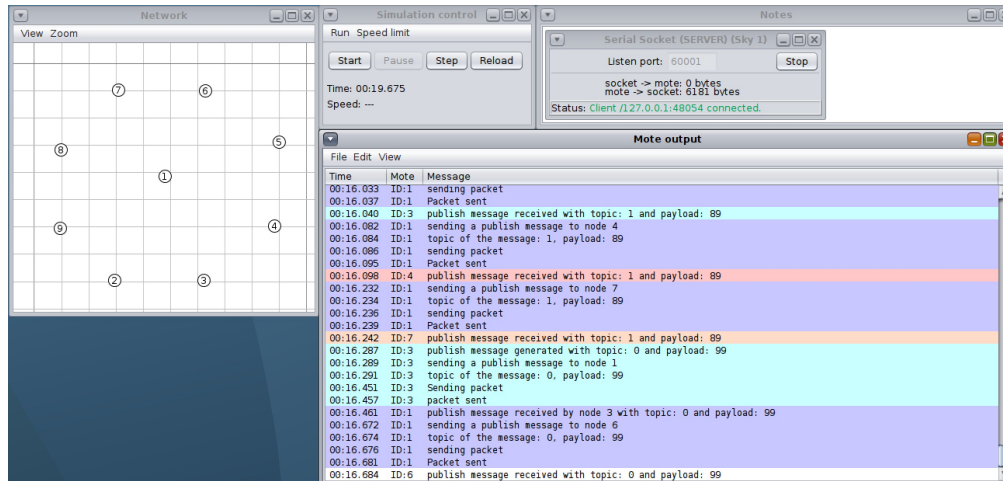 Network
View Zoom
7
6
5
8
1
9
4
2
3
Simulation control
Run Speed limit
Start Pause Step Reload
Time: 00:19.675
Speed: ---
Notes
Serial Socket (SERVER) (Sky 1)
Listen port: 60001 Stop
socket -> mote: 0 bytes
mote -> socket: 6181 bytes
Status: Client /127.0.0.1:48054 connected.
Mote output
File Edit View
Time Mote Message
00:16.033 ID:1 sending packet
00:16.037 ID:1 Packet sent
00:16.040 ID:3 publish message received with topic: 1 and payload: 89
00:16.082 ID:1 sending a publish message to node 4
00:16.084 ID:1 topic of the message: 1, payload: 89
00:16.086 ID:1 sending packet
00:16.095 ID:1 Packet sent
00:16.098 ID:4 publish message received with topic: 1 and payload: 89
00:16.232 ID:1 sending a publish message to node 7
00:16.234 ID:1 topic of the message: 1, payload: 89
00:16.236 ID:1 sending packet
00:16.239 ID:1 Packet sent
00:16.242 ID:7 publish message received with topic: 1 and payload: 89
00:16.287 ID:3 publish message generated with topic: 0 and payload: 99
00:16.289 ID:3 sending a publish message to node 1
00:16.291 ID:3 topic of the message: 0, payload: 99
00:16.451 ID:3 Sending packet
00:16.457 ID:3 packet sent
00:16.461 ID:1 publish message received by node 3 with topic: 0 and payload: 99
00:16.672 ID:1 sending a publish message to node 6
00:16.674 ID:1 topic of the message: 0, payload: 99
00:16.676 ID:1 sending packet
00:16.681 ID:1 Packet sent
00:16.684 ID:6 publish message received with topic: 0 and payload: 99